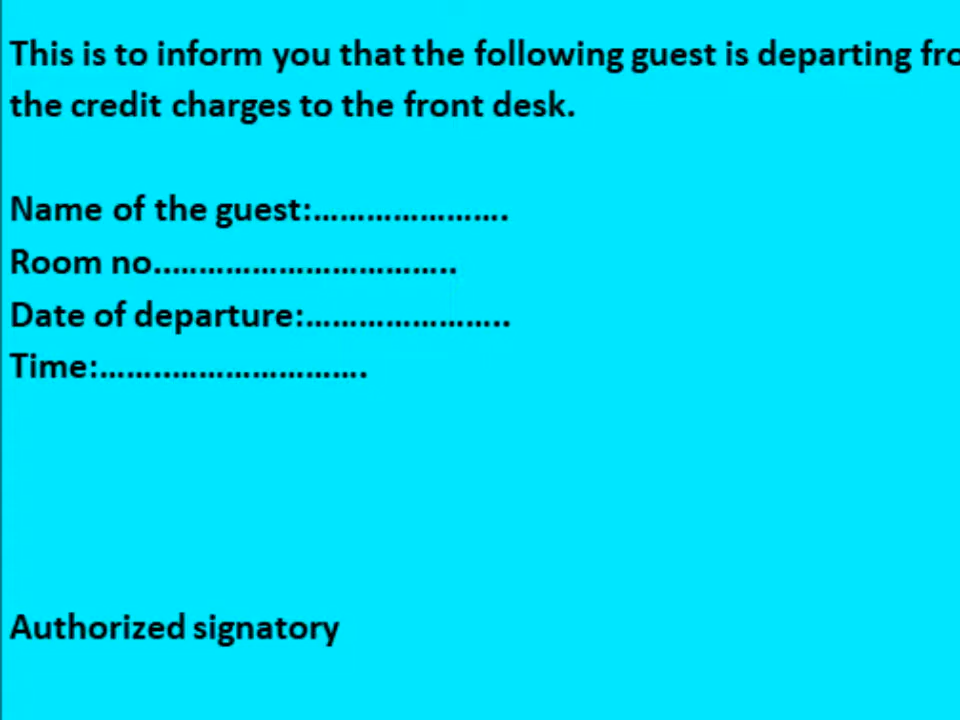 This is to inform you that the following guest is departing fro
the credit charges to the front desk.
Name of the guest:………………….
Room no……………………………..
Date of departure:…………………..
Time:……..………………….
Authorized signatory